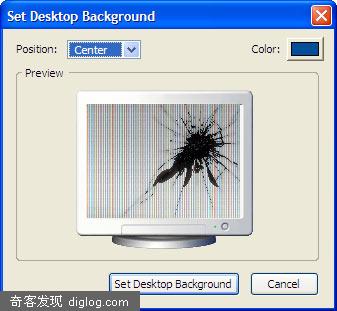 Set Desktop Background
Position: Center Color:
Preview
Set Desktop Background Cancel
奇客发现 diglog.com